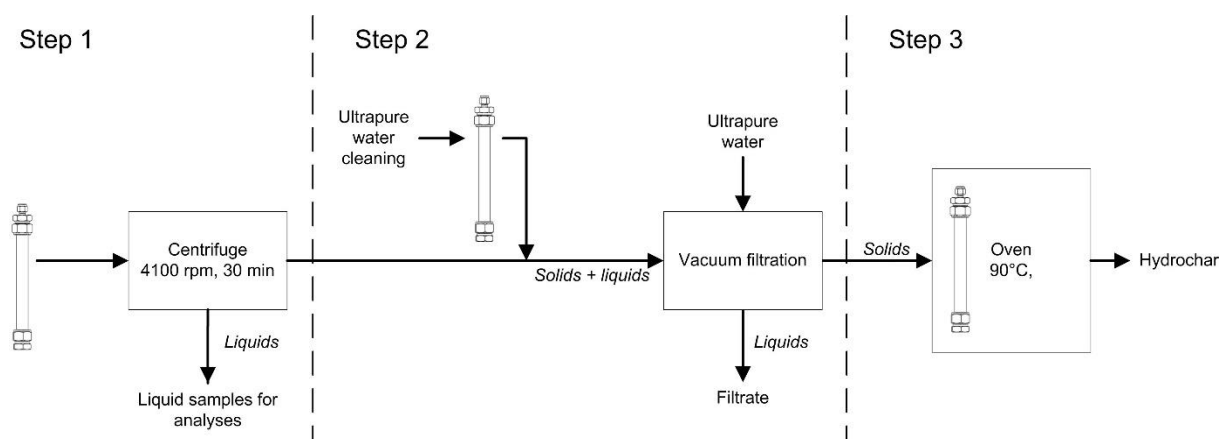 Step 1
Step 2
Step 3
Ultrapure
water
cleaning
Ultrapure
water
Centrifuge
4100 rpm, 30 min
Solids + liquids
Vacuum filtration
Solids
Oven
90°C,
Hydrochar
Liquids
Liquid samples for
analyses
Liquids
Filtrate